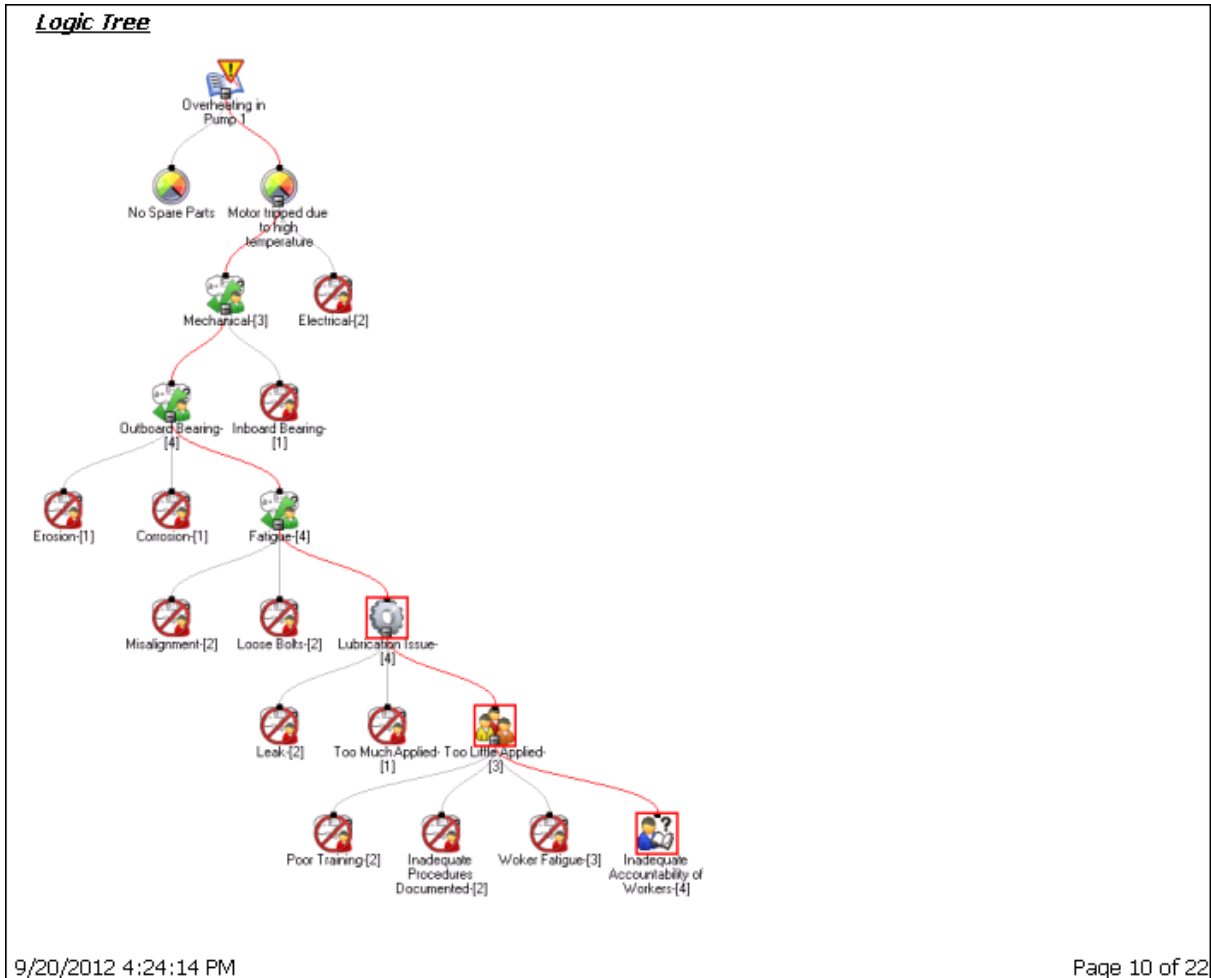 Logic Tree
Overheating in
Pump 1
No Spare Parts
Motor tripped due
to high
temperature
Mechanical-[3]
Electrical-[2]
Outboard Bearing-
[4]
Inboard Bearing-
[1]
Erosion-[1]
Corrosion-[1]
Fatigue-[4]
Misalignment-[2]
Loose Bolts-[2]
Lubrication Issue-
[4]
Leak-[2]
Too Much Applied-
[1]
Too Little Applied-
[3]
Poor Training-[2]
Inadequate
Procedures
Documented-[2]
Woker Fatigue-[3]
Inadequate
Accountability of
Workers-[4]
9/20/2012 4:24:14 PM
Page 10 of 22